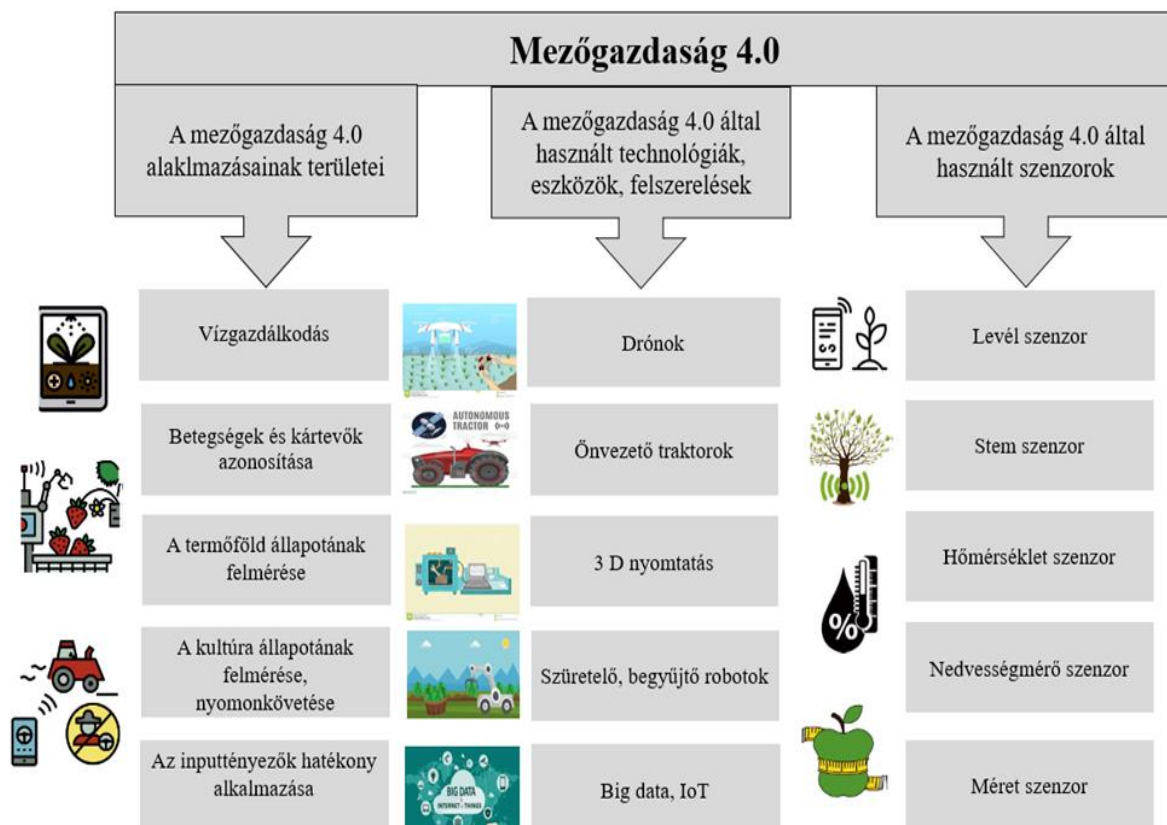 Mezőgazdaság 4.0
A mezőgazdaság 4.0
alaklmazásainak területei
A mezőgazdaság 4.0 által
használt technológiák,
eszközök, felszerelések
A mezőgazdaság 4.0 által
használt szenzorok
Vízgazdálkodás
Betegségek és kártevők
azonosítása
A termőföld állapotának
felmérése
A kultúra állapotának
felmérése,
nyomonkövetése
Az inputtényezők hatékony
alkalmazása
Drónok
AUTONOMOUS
TRACTOR
Önvezető traktorok
3 D nyomtatás
Szüretelő, begyűjtő robotok
BIG DATA
INTERNET of THINGS
Big data, IoT
Levél szenzor
Stem szenzor
%
Hőmérséklet szenzor
Nedvességmérő szenzor
Méret szenzor